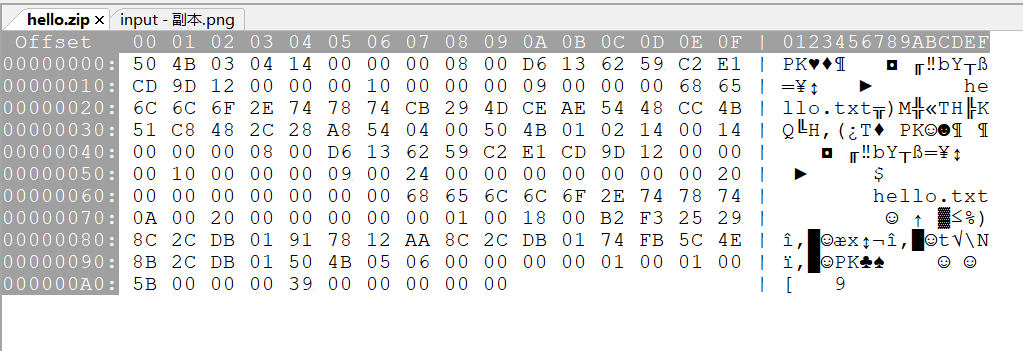 hello.zip × input - 副本.png
Offset 00 01 02 03 04 05 06 07 08 09 0A 0B 0C 0D 0E 0F | 0123456789ABCDEF
00000000: 50 4B 03 04 14 00 00 00 08 00 D6 13 62 59 C2 E1 | PK♥♦¶   ◘ ╓‼bY┬ß
00000010: CD 9D 12 00 00 00 10 00 00 00 09 00 00 00 68 65 | ═¥↕   ►       he
00000020: 6C 6C 6F 2E 74 78 74 CB 29 4D CE AE 54 48 CC 4B | llo.txt╦)M╬«TH╠K
00000030: 51 C8 48 2C 28 A8 54 04 00 50 4B 01 02 14 00 14 | Q╚H,(¿T♦ PK☺☻¶ ¶
00000040: 00 00 00 08 00 D6 13 62 59 C2 E1 CD 9D 12 00 00 |    ◘ ╓‼bY┬ß═¥↕
00000050: 00 10 00 00 00 09 00 24 00 00 00 00 00 00 00 20 |  ►     $
00000060: 00 00 00 00 00 00 00 68 65 6C 6C 6F 2E 74 78 74 |        hello.txt
00000070: 0A 00 20 00 00 00 00 00 01 00 18 00 B2 F3 25 29 |         ☺ ↑ ▓≤%)
00000080: 8C 2C DB 01 91 78 12 AA 8C 2C DB 01 74 FB 5C 4E | î,█☺æx↕¬î,█☺t√\N
00000090: 8B 2C DB 01 50 4B 05 06 00 00 00 00 01 00 01 00 | ï,█☺PK♣♠    ☺ ☺
000000A0: 5B 00 00 00 39 00 00 00 00 00 | [   9